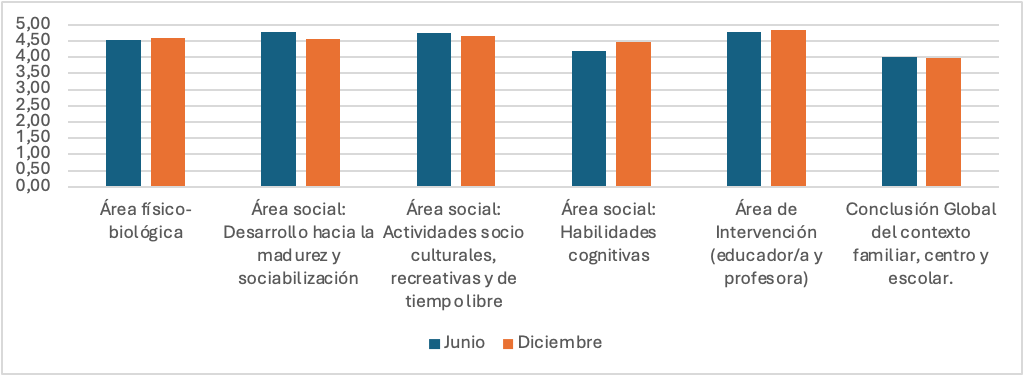 5,00
4,50
4,00
3,50
3,00
2,50
2,00
1,50
1,00
0,50
0,00
Área físico-
biológica
Área social:
Desarrollo hacia la
madurez y
sociabilización
Área social:
Actividades socio
culturales,
recreativas y de
tiempo libre
Área social:
Habilidades
cognitivas
Área de
Intervención
(educador/a y
profesora)
Conclusión Global
del contexto
familiar, centro y
escolar.
Junio
Diciembre